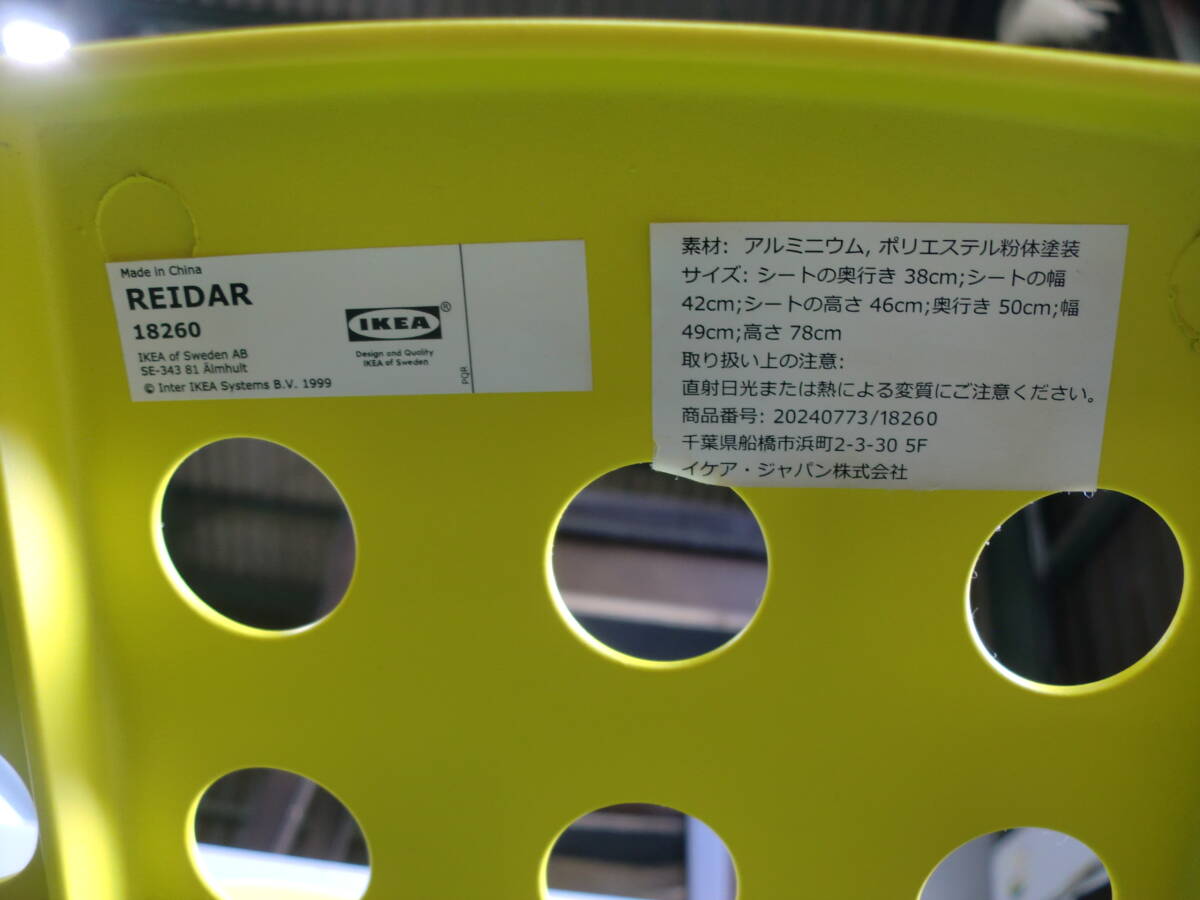 Made in China
REIDAR
18260
IKEA of Sweden AB
SE-343 81 Älmhult
© Inter IKEA Systems B.V. 1999
IKEA®
Design and Quality
IKEA of Sweden
PQR
素材: アルミニウム, ポリエステル粉体塗装
サイズ: シートの奥行き 38cm;シートの幅
42cm;シートの高さ 46cm;奥行き 50cm;幅
49cm;高さ 78cm
取り扱い上の注意:
直射日光または熱による変質にご注意ください。
商品番号: 20240773/18260
千葉県船橋市浜町2-3-30 5F
イケア・ジャパン株式会社